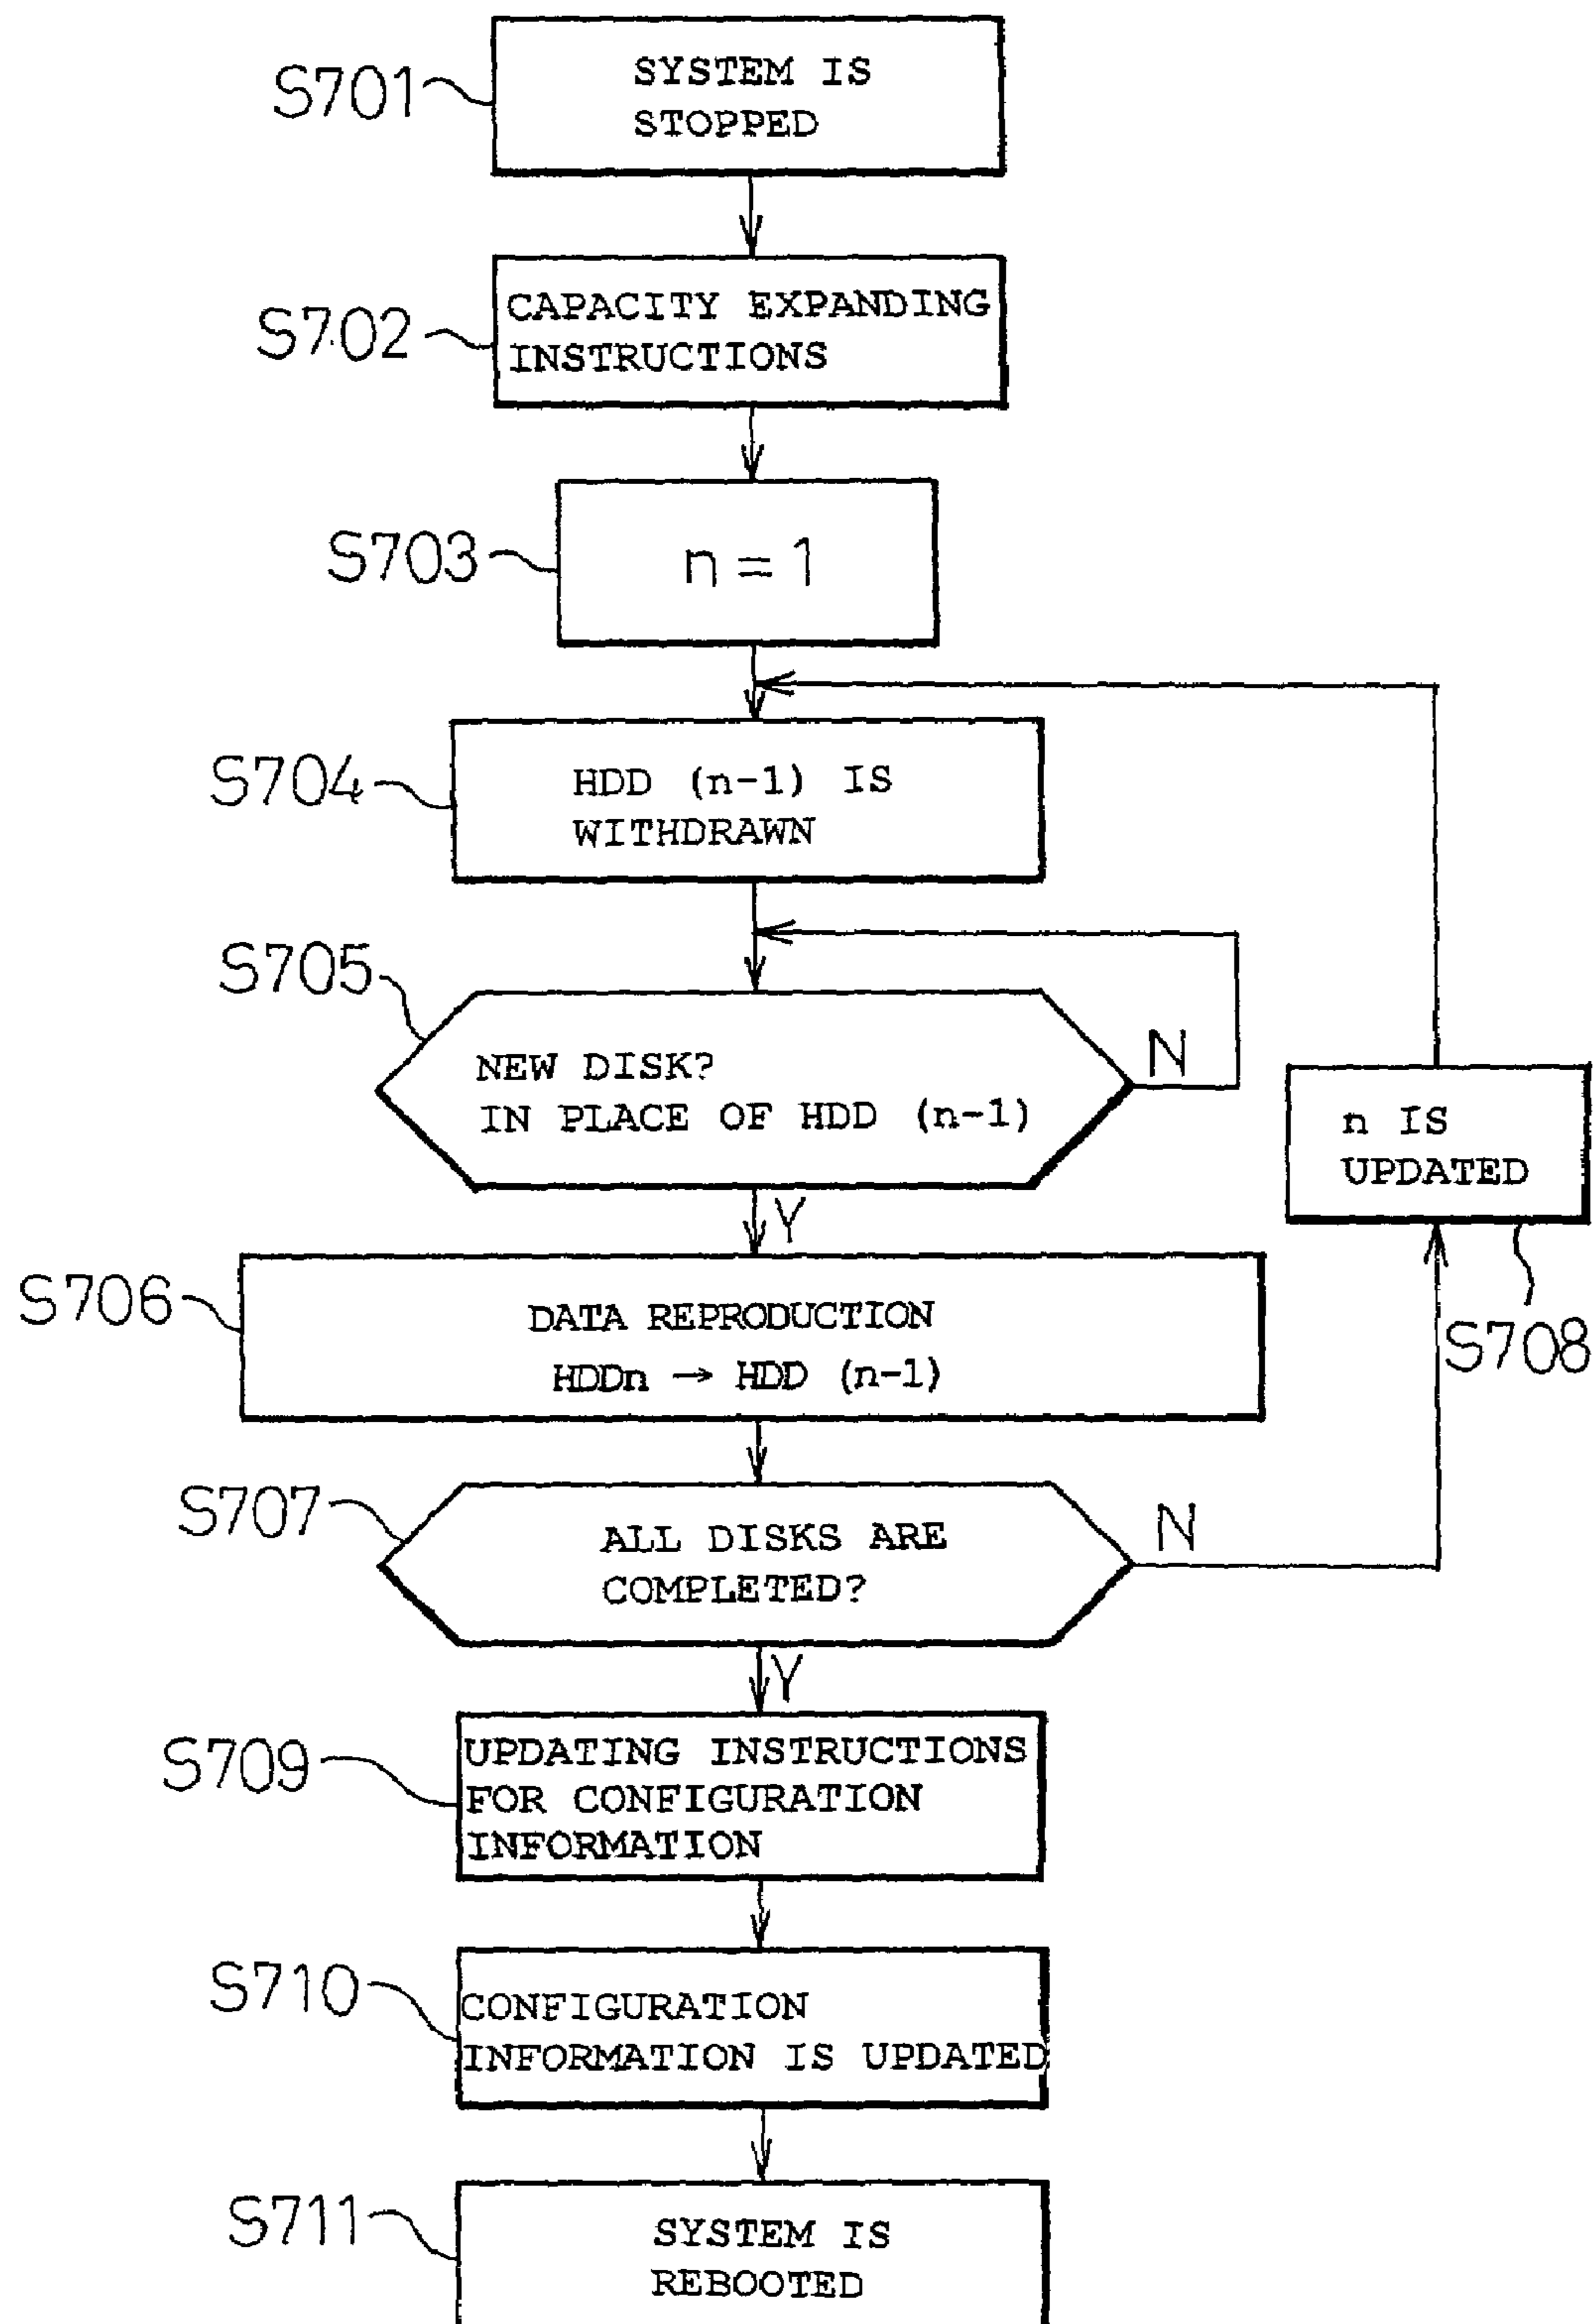 S701
SYSTEM IS
STOPPED
S702
CAPACITY EXPANDING
INSTRUCTIONS
S703
n = 1
S704
HDD (n-1) IS
WITHDRAWN
S705
NEW DISK?
IN PLACE OF HDD (n-1)
N
Y
n IS
UPDATED
S708
S706
DATA REPRODUCTION
HDDn → HDD (n-1)
S707
ALL DISKS ARE
COMPLETED?
N
Y
S709
UPDATING INSTRUCTIONS
FOR CONFIGURATION
INFORMATION
S710
CONFIGURATION
INFORMATION IS UPDATED
S711
SYSTEM IS
REBOOTED